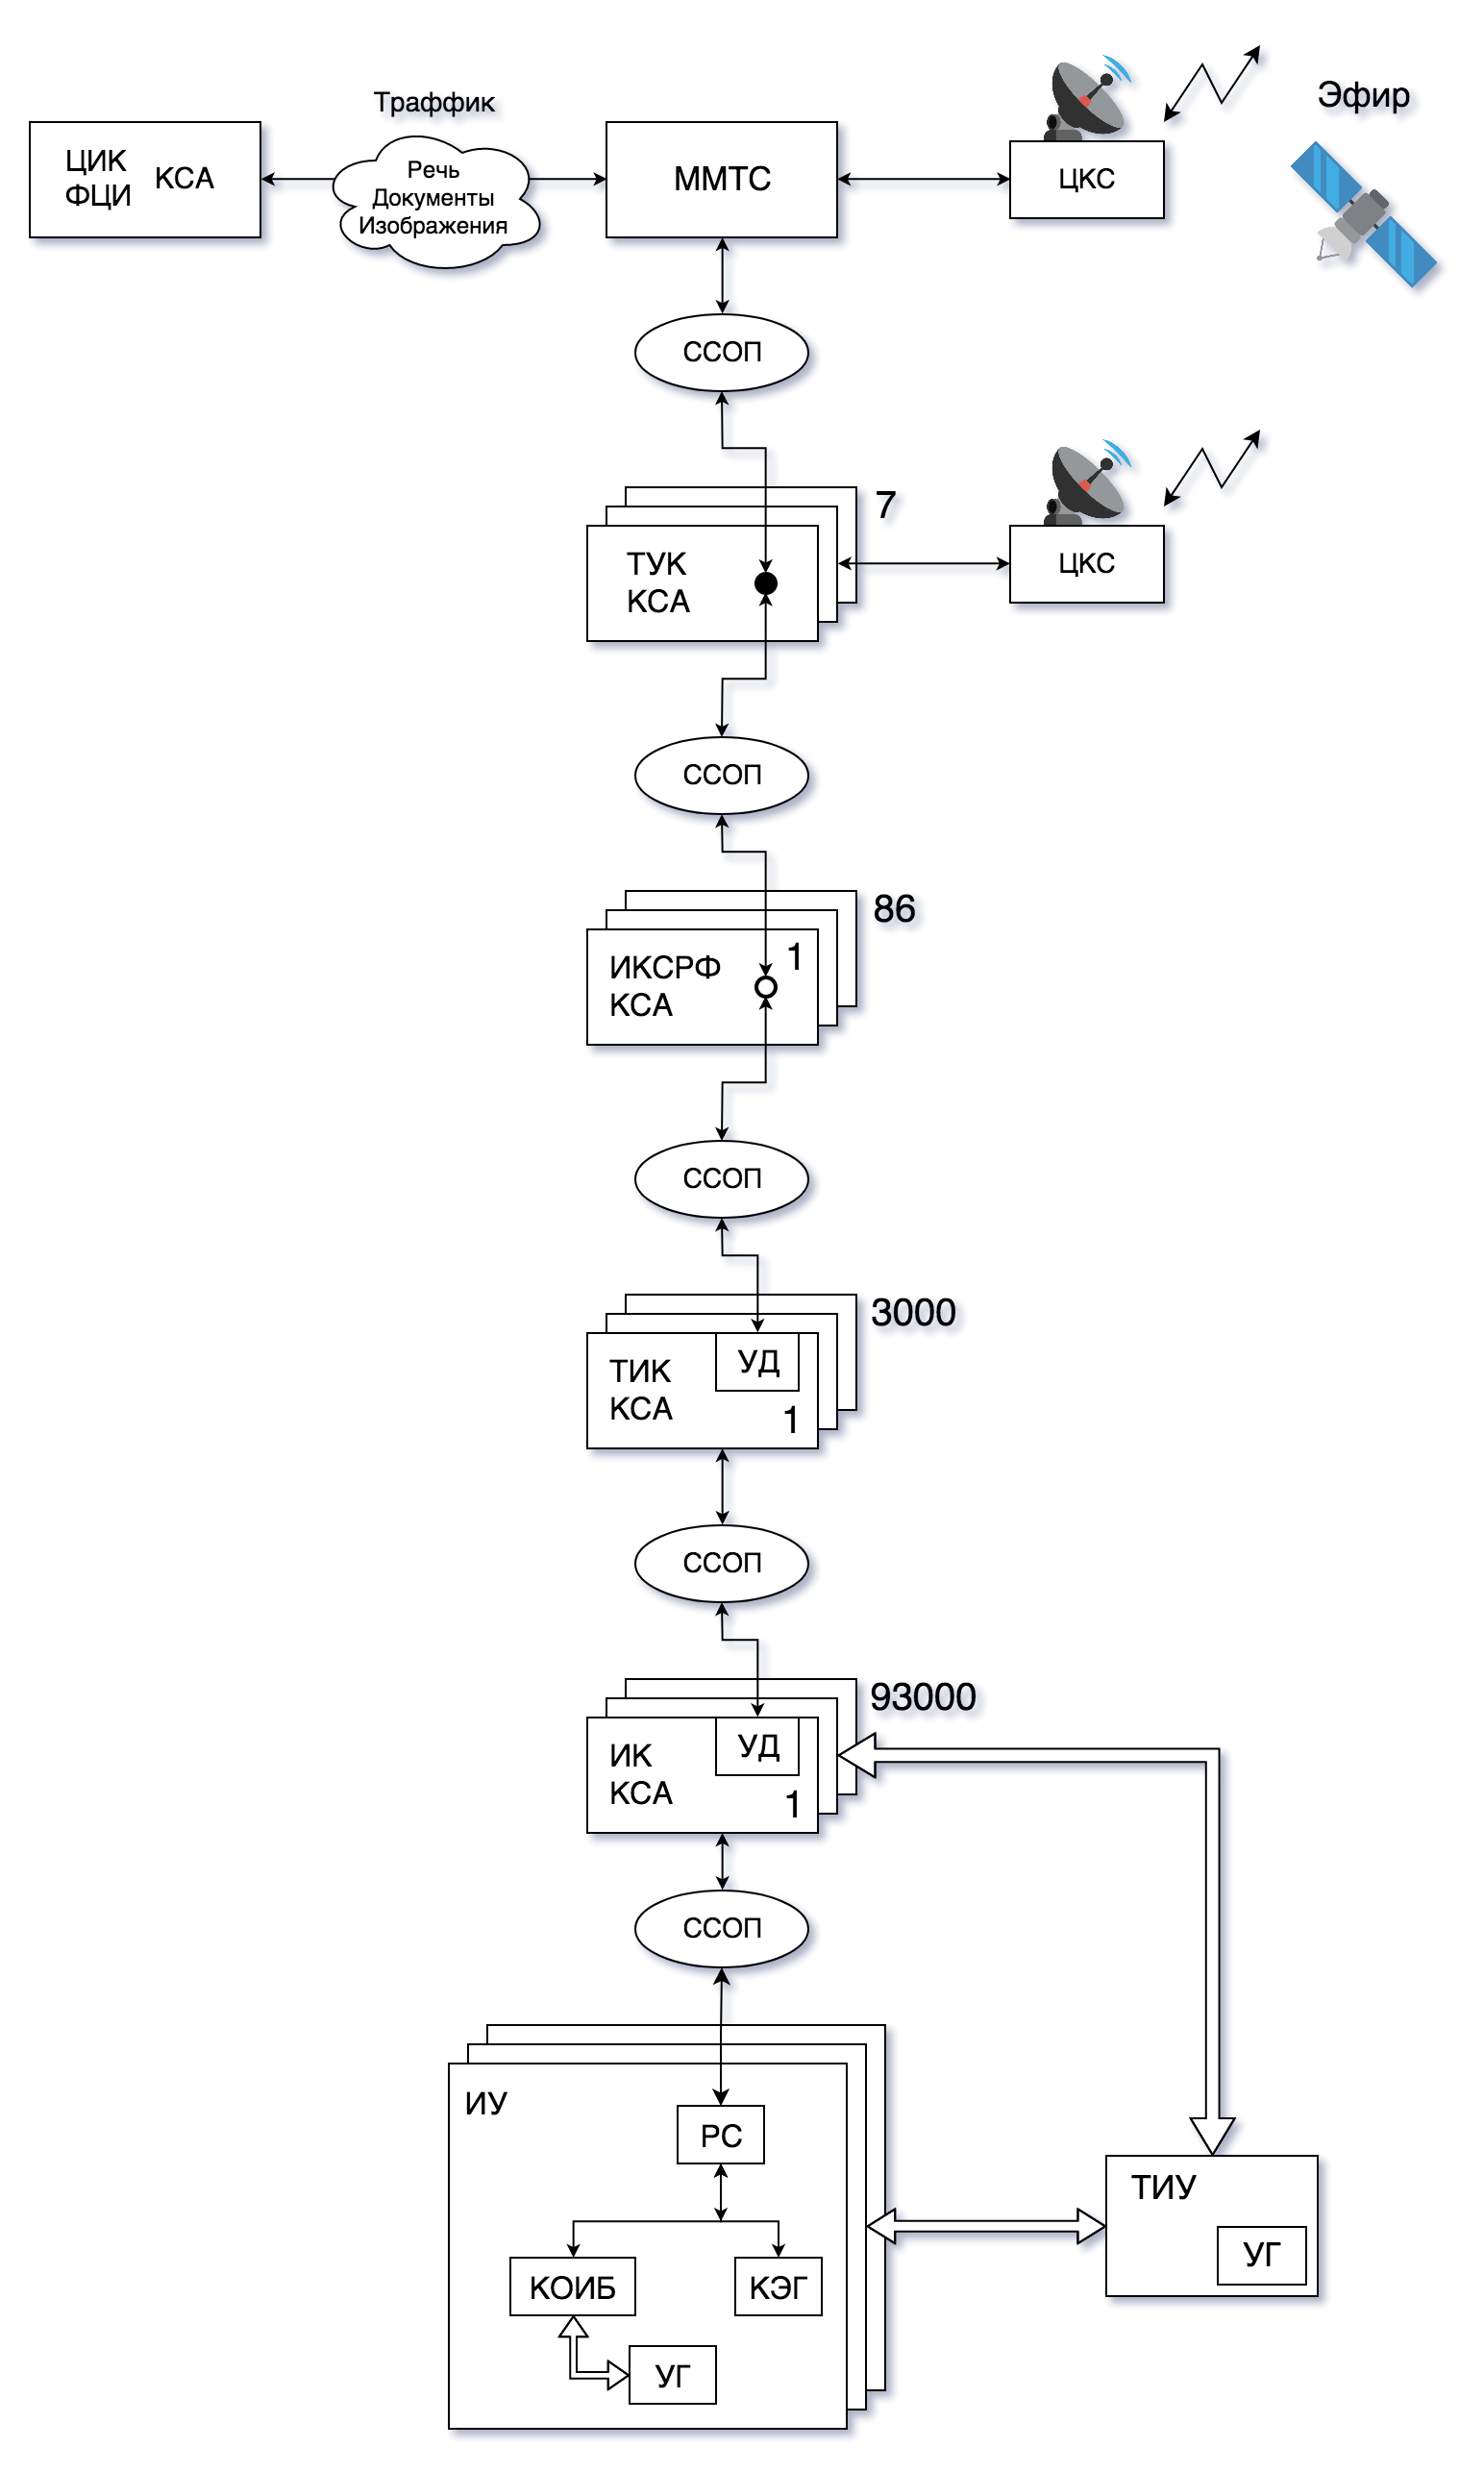 Траффик
Эфир
ЦИК
ФЦИ
КСА
Речь
Документы
Изображения
ММТС
ЦКС
ССОП
7
ТУК
КСА
ЦКС
ССОП
86
1
ИКСРФ
КСА
ССОП
3000
УД
ТИК
КСА
1
ССОП
93000
УД
ИК
КСА
1
ССОП
ИУ
РС
ТИУ
УГ
КОИБ
КЭГ
УГ